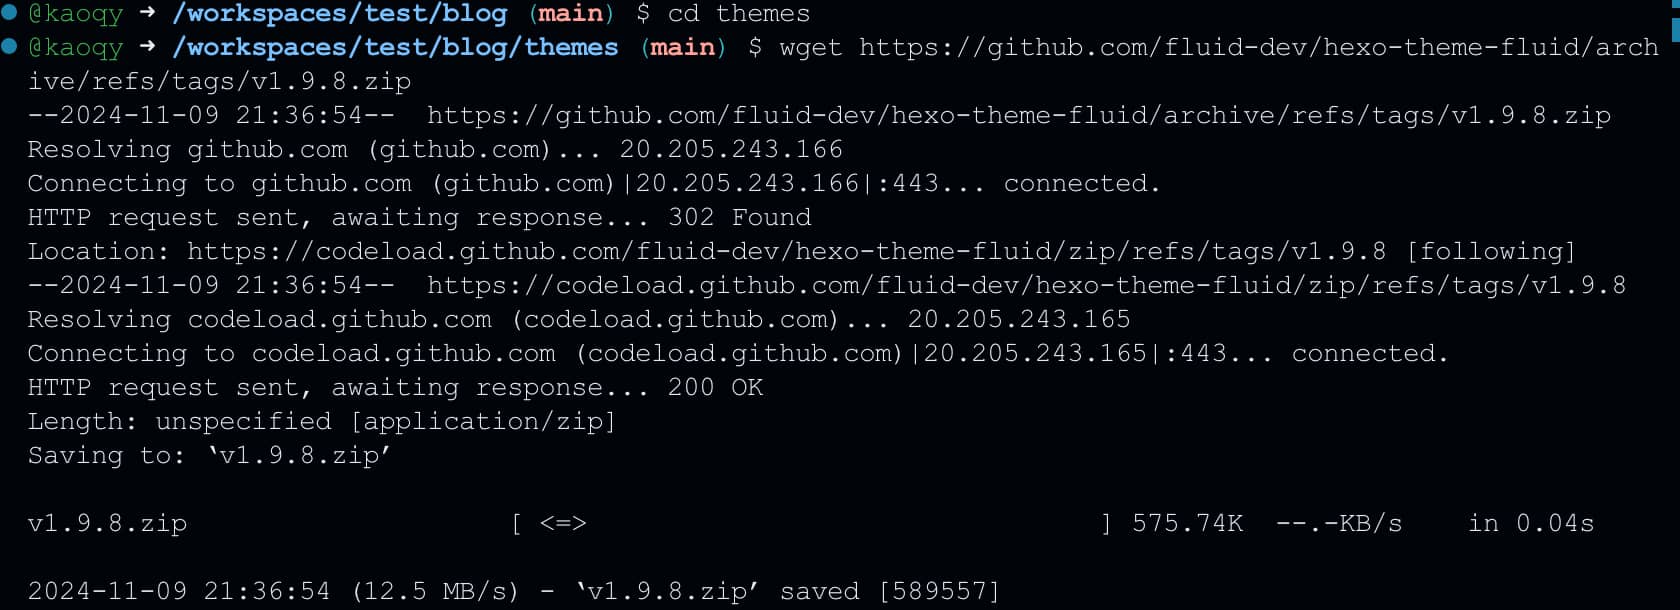 @kaoqy ➜ /workspaces/test/blog (main) $ cd themes
@kaoqy ➜ /workspaces/test/blog/themes (main) $ wget https://github.com/fluid-dev/hexo-theme-fluid/arch
ive/refs/tags/v1.9.8.zip
--2024-11-09 21:36:54--  https://github.com/fluid-dev/hexo-theme-fluid/archive/refs/tags/v1.9.8.zip
Resolving github.com (github.com)... 20.205.243.166
Connecting to github.com (github.com)|20.205.243.166|:443... connected.
HTTP request sent, awaiting response... 302 Found
Location: https://codeload.github.com/fluid-dev/hexo-theme-fluid/zip/refs/tags/v1.9.8 [following]
--2024-11-09 21:36:54--  https://codeload.github.com/fluid-dev/hexo-theme-fluid/zip/refs/tags/v1.9.8
Resolving codeload.github.com (codeload.github.com)... 20.205.243.165
Connecting to codeload.github.com (codeload.github.com)|20.205.243.165|:443... connected.
HTTP request sent, awaiting response... 200 OK
Length: unspecified [application/zip]
Saving to: ‘v1.9.8.zip’
v1.9.8.zip                    [ <=>                                ] 575.74K  --.-KB/s    in 0.04s
2024-11-09 21:36:54 (12.5 MB/s) - ‘v1.9.8.zip’ saved [589557]